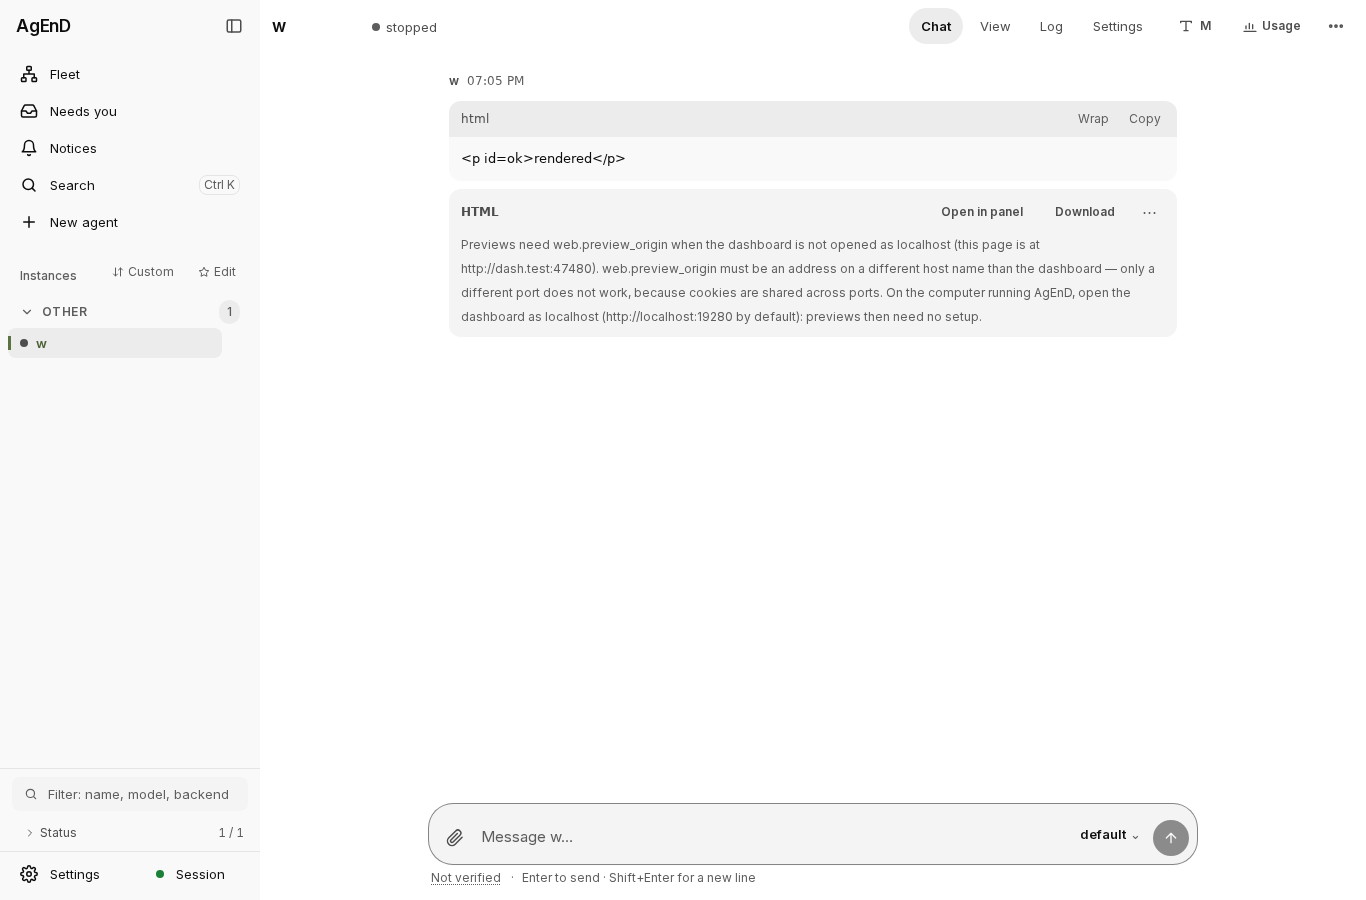 AgEnD
Fleet
Needs you
Notices
Search
Ctrl K
New agent
Instances
Custom
Edit
OTHER
1
w
Filter: name, model, backend
Status
1 / 1
Settings
Session
w
stopped
Chat
View
Log
Settings
M
Usage
w 07:05 PM
html
Wrap
Copy
<p id=ok>rendered</p>
HTML
Open in panel
Download
Previews need web.preview_origin when the dashboard is not opened as localhost (this page is at
http://dash.test:47480). web.preview_origin must be an address on a different host name than the dashboard — only a
different port does not work, because cookies are shared across ports. On the computer running AgEnD, open the
dashboard as localhost (http://localhost:19280 by default): previews then need no setup.
Message w...
default
Not verified · Enter to send · Shift+Enter for a new line